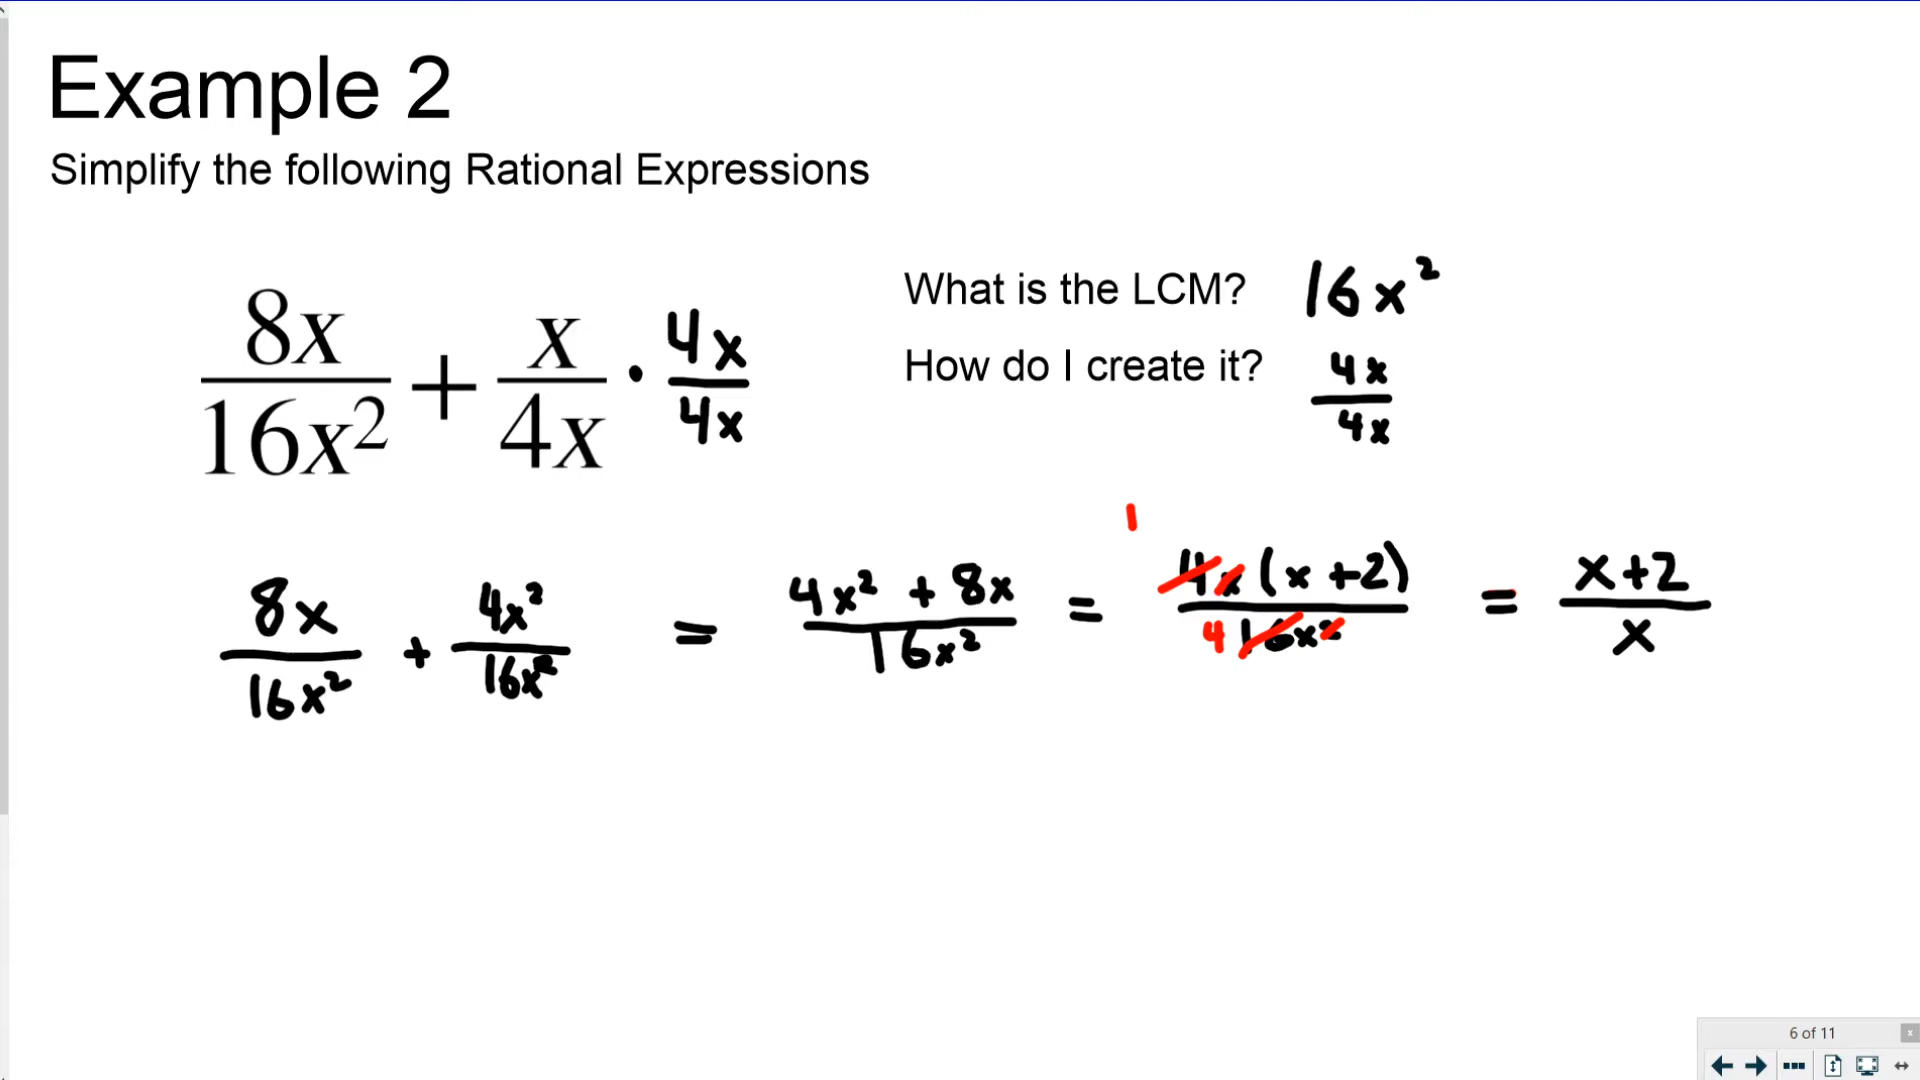 Example 2
Simplify the following Rational Expressions
8x/16x² + x/4x · 4x/4x
What is the LCM? 16x²
How do I create it? 4x/4x
8x/16x² + 4x²/16x² = 4x² + 8x/16x² = 1 4x(x+2)/4 16x² = x+2/x
6 of 11